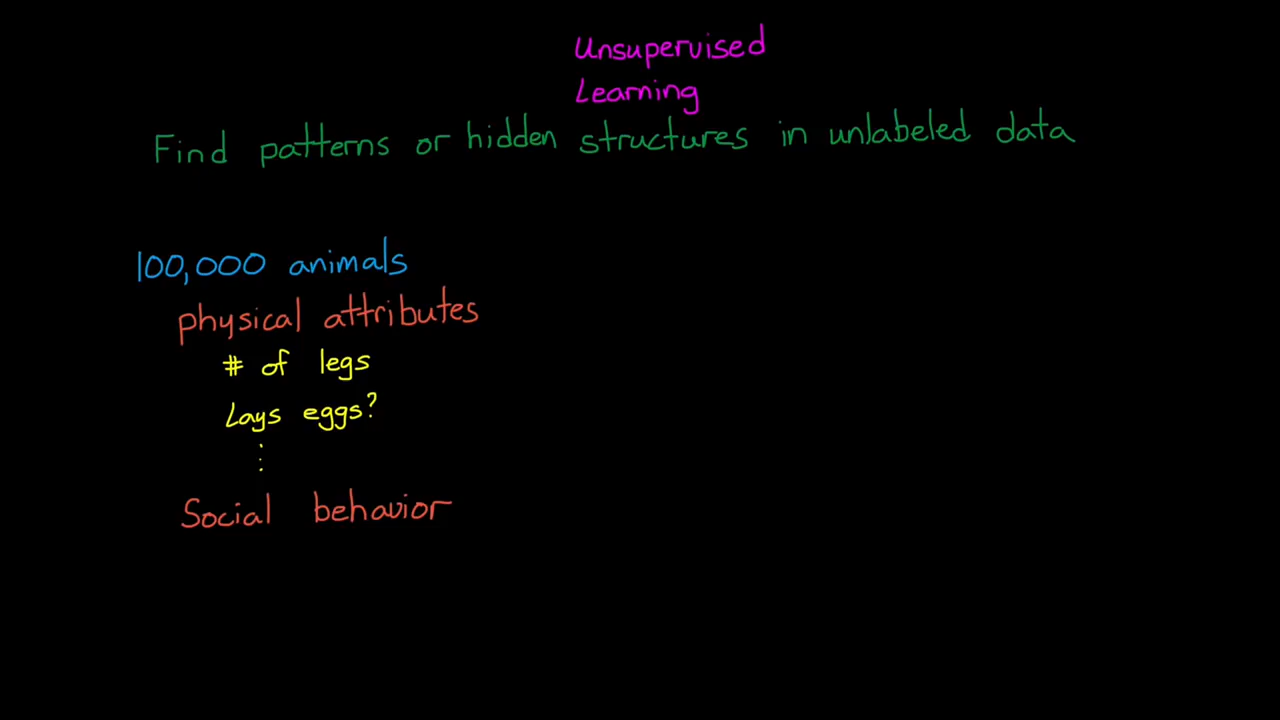 Unsupervised
Learning
Find patterns or hidden structures in unlabeled data
100,000 animals
physical attributes
# of legs
Lays eggs?
⋮
Social behavior